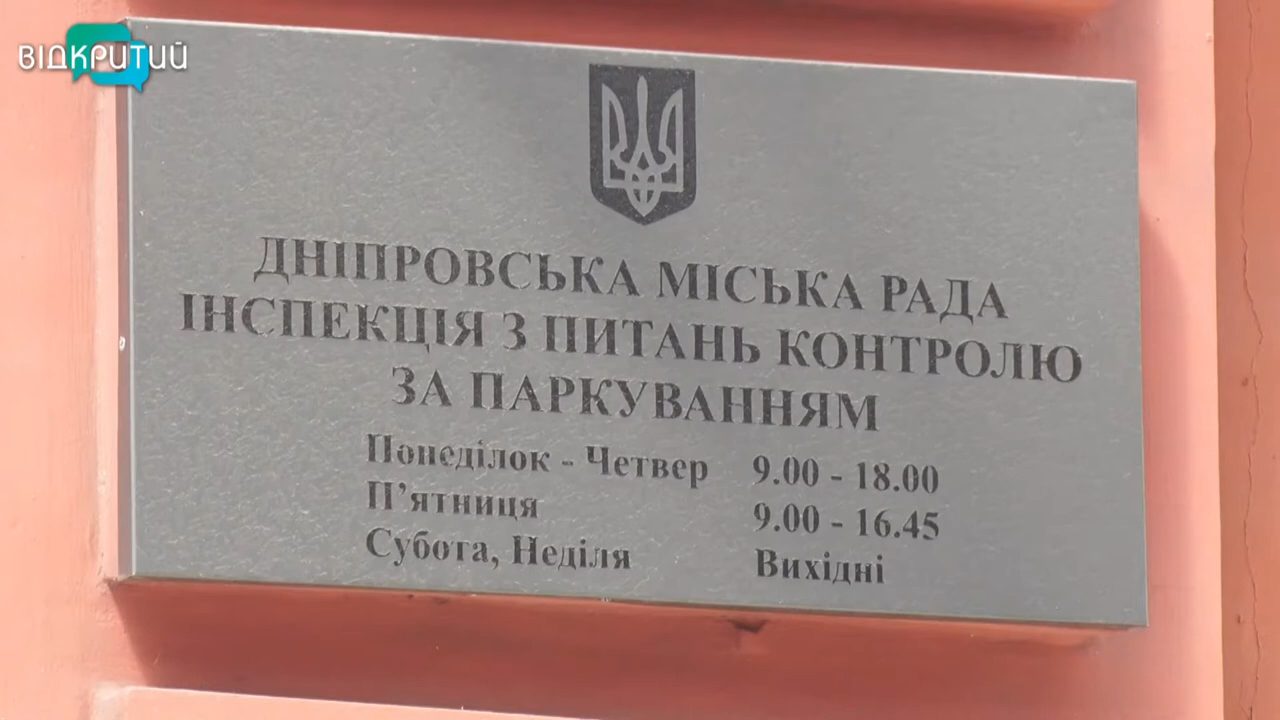 ВІДКРИТИЙ
ДНІПРОВСЬКА МІСЬКА РАДА
ІНСПЕКЦІЯ З ПИТАНЬ КОНТРОЛЮ
ЗА ПАРКУВАННЯМ
Понеділок - Четвер 9.00 - 18.00
П’ятниця 9.00 - 16.45
Субота, Неділя Вихідні